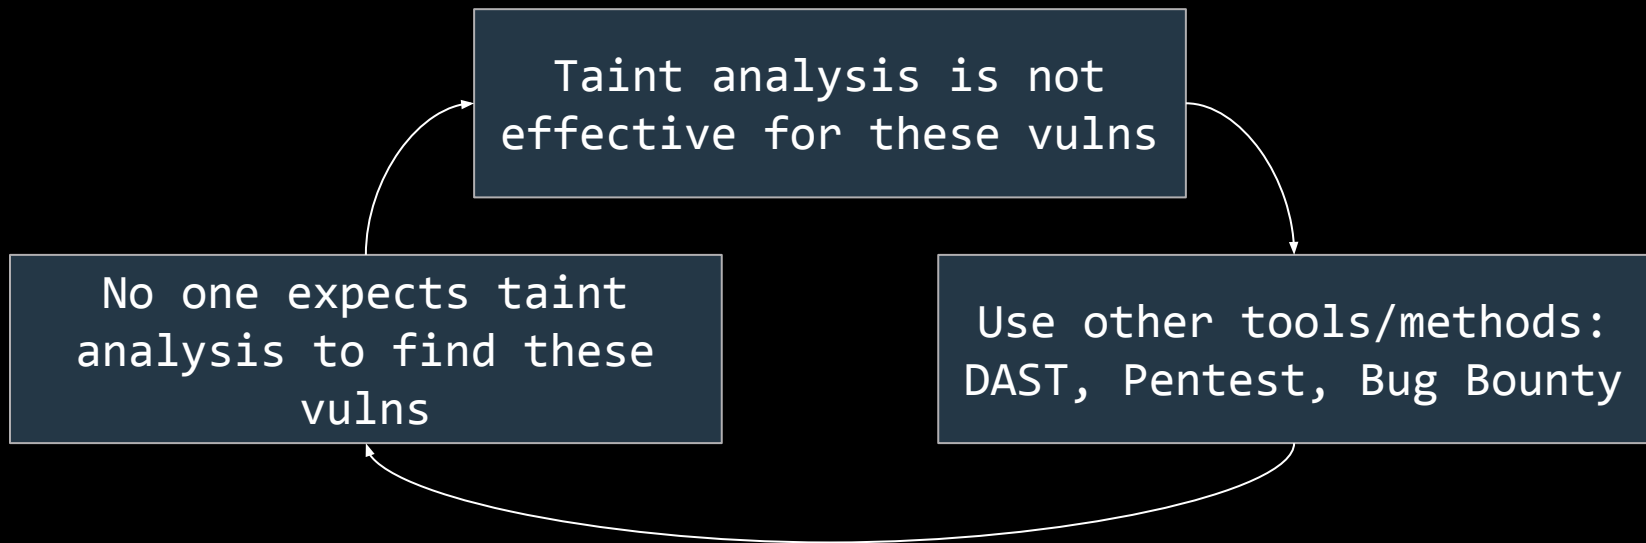 Taint analysis is not
effective for these vulns
No one expects taint
analysis to find these
vulns
Use other tools/methods:
DAST, Pentest, Bug Bounty